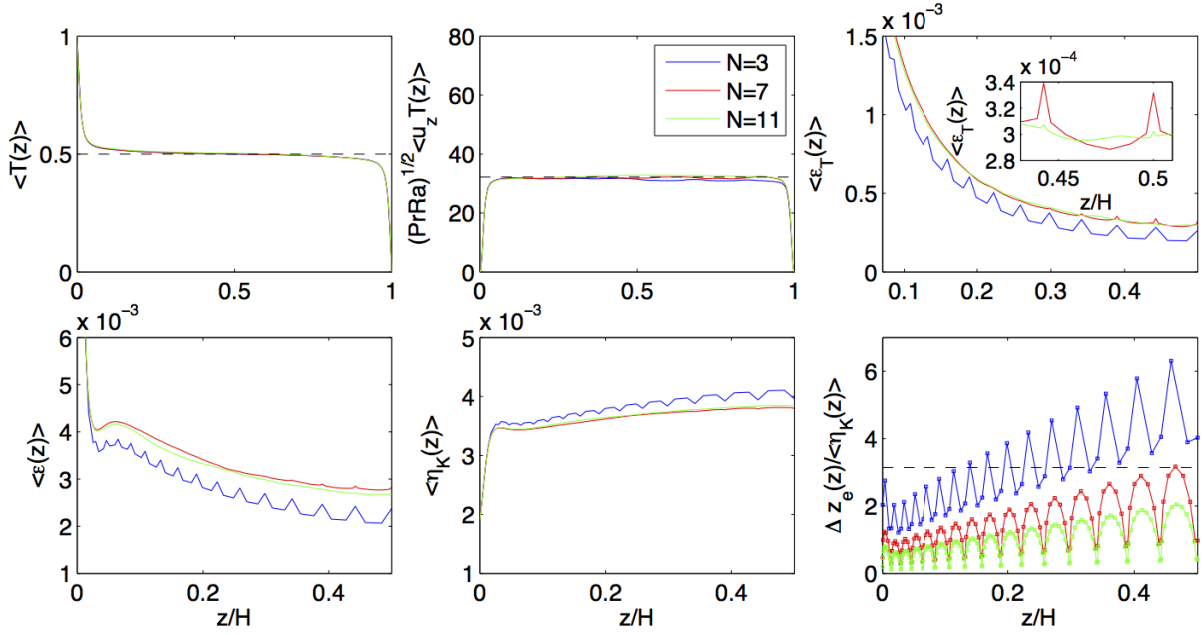 1
0.5
0
0
0.5
1
<T(z)>
80
60
40
20
0
0
0.5
1
(PrRa)^{1/2}<u_z T(z)>
N=3
N=7
N=11
x 10^{-3}
1.5
1
0.5
0
0.1
0.2
0.3
0.4
<ε_T(z)>
x 10^{-4}
3.4
3.2
3
2.8
0.45
0.5
<ε_T(z)>
z/H
x 10^{-3}
6
5
4
3
2
1
0
0.2
0.4
<ε(z)>
z/H
x 10^{-3}
5
4
3
2
1
0
0.2
0.4
<η_K(z)>
z/H
6
4
2
0
0
0.2
0.4
Δ z_e(z)/<η_K(z)>
z/H